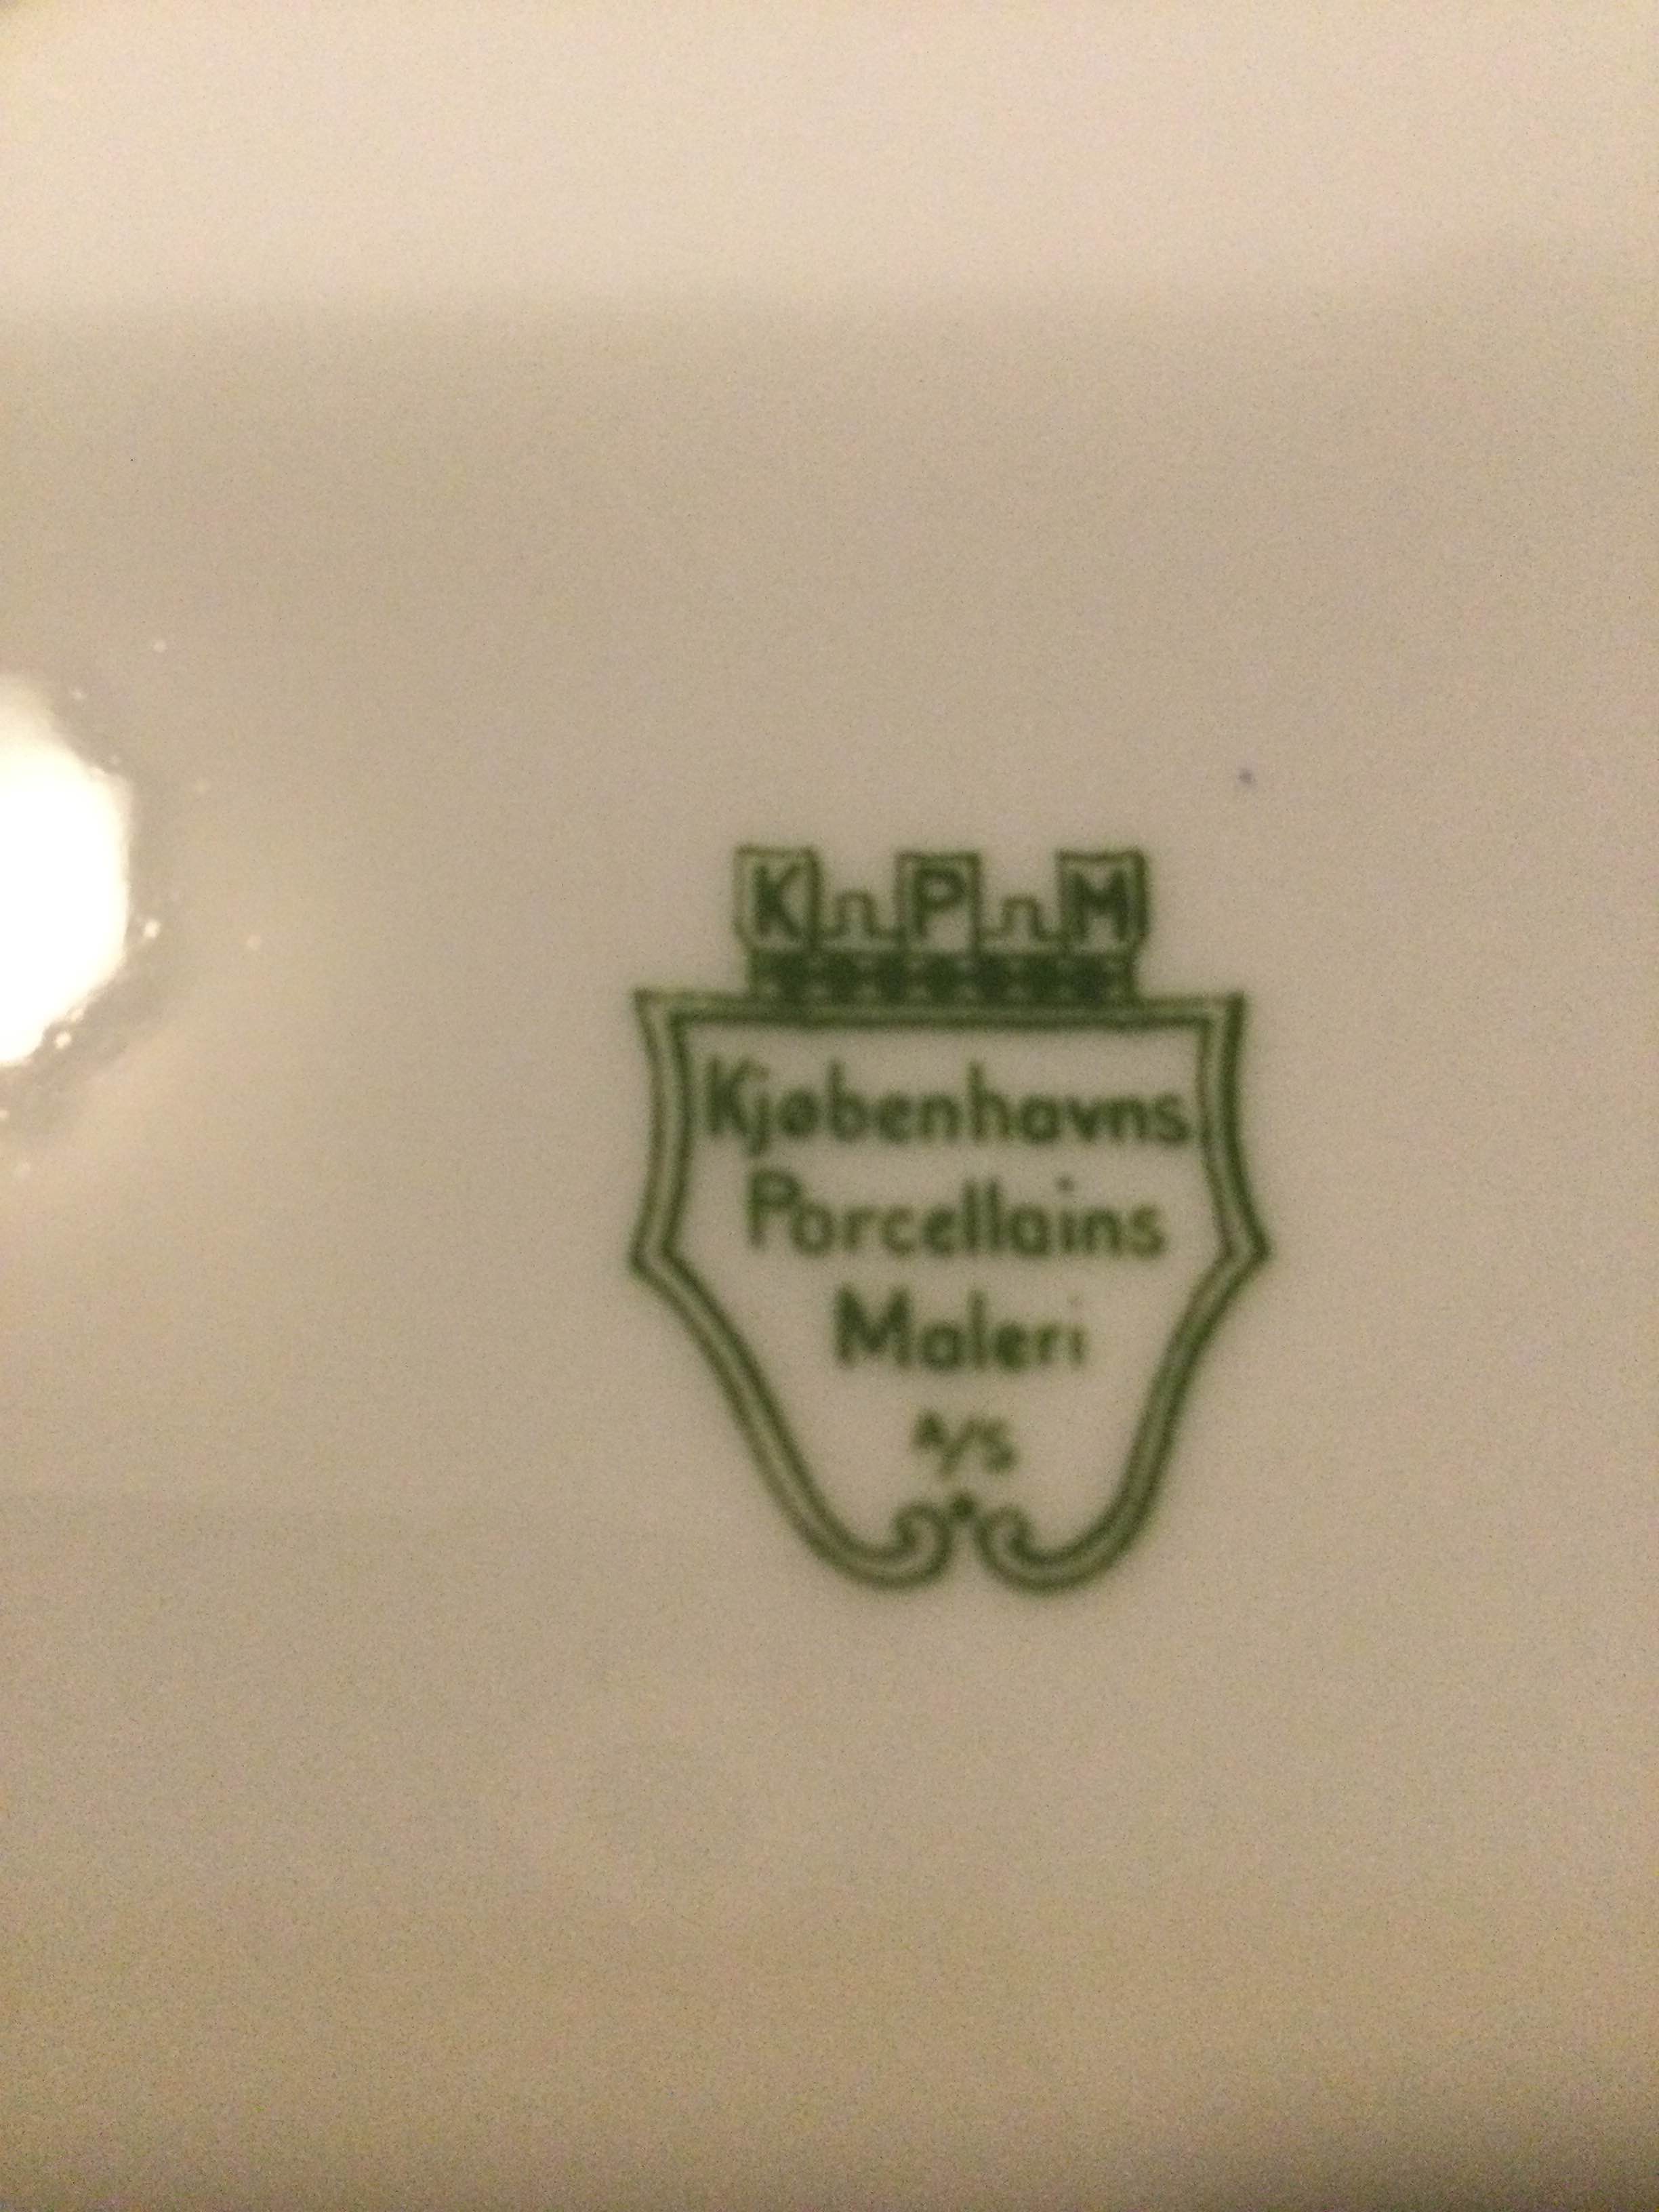 K P M
Kjøbenhavns
Porcellains
Maleri
A/S